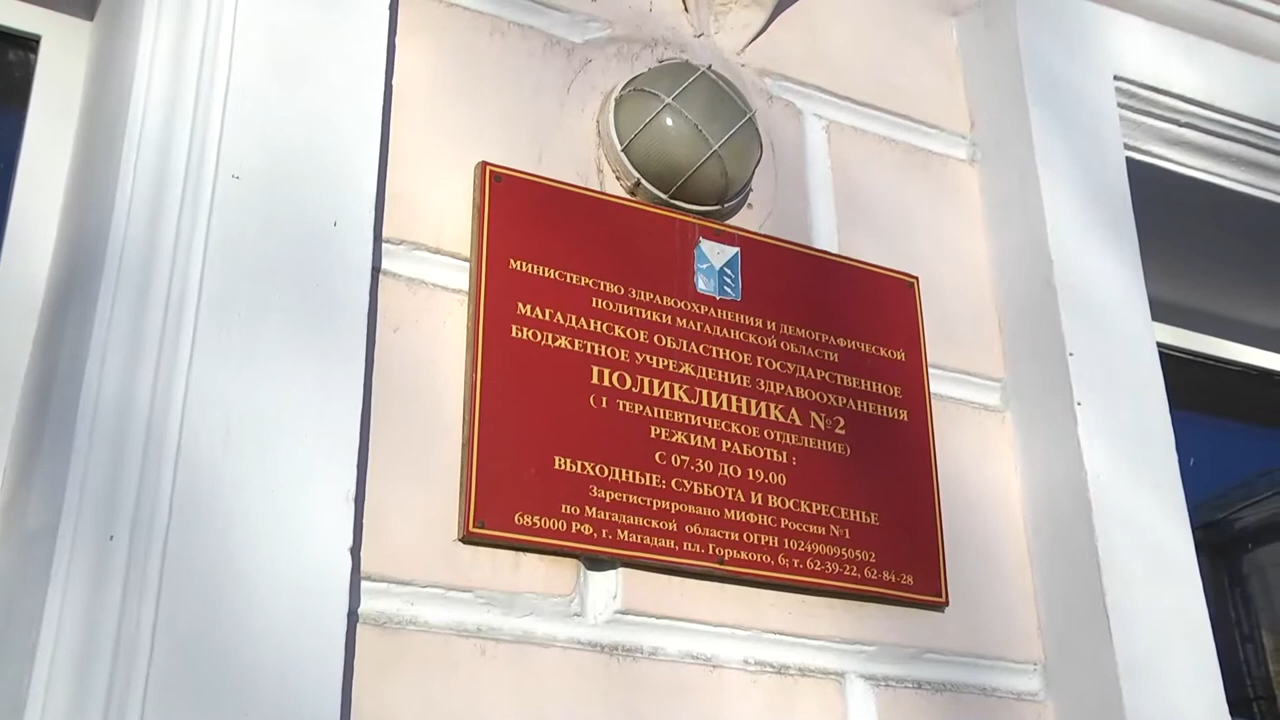 МИНИСТЕРСТВО ЗДРАВООХРАНЕНИЯ И ДЕМОГРАФИЧЕСКОЙ
ПОЛИТИКИ МАГАДАНСКОЙ ОБЛАСТИ
МАГАДАНСКОЕ ОБЛАСТНОЕ ГОСУДАРСТВЕННОЕ
БЮДЖЕТНОЕ УЧРЕЖДЕНИЕ ЗДРАВООХРАНЕНИЯ
ПОЛИКЛИНИКА №2
( I ТЕРАПЕВТИЧЕСКОЕ ОТДЕЛЕНИЕ)
РЕЖИМ РАБОТЫ :
С 07.30 ДО 19.00
ВЫХОДНЫЕ: СУББОТА И ВОСКРЕСЕНЬЕ
Зарегистрировано МИФНС России №1
по Магаданской области ОГРН 1024900950502
685000 РФ, г. Магадан, пл. Горького, 6; т. 62-39-22, 62-84-28